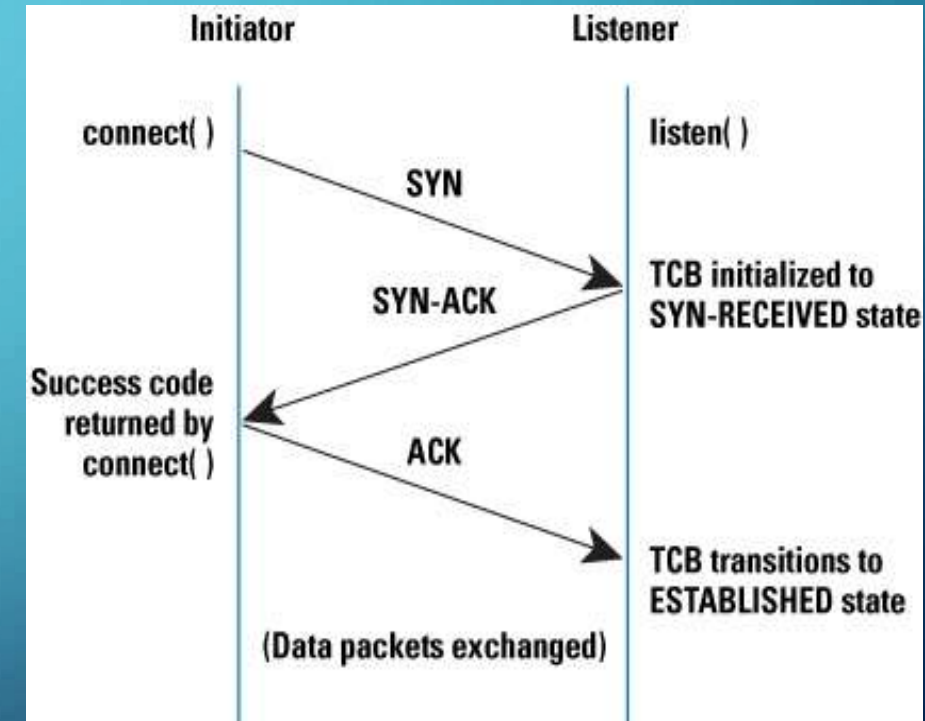 Initiator
Listener
connect( )
listen( )
SYN
TCB initialized to
SYN-RECEIVED state
SYN-ACK
Success code
returned by
connect( )
ACK
TCB transitions to
ESTABLISHED state
(Data packets exchanged)